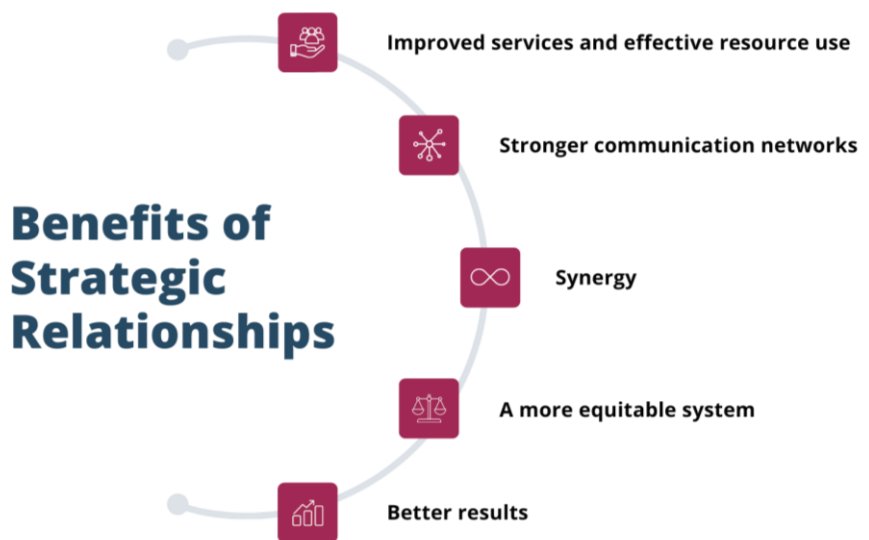 Benefits of
Strategic
Relationships
Improved services and effective resource use
Stronger communication networks
Synergy
A more equitable system
Better results